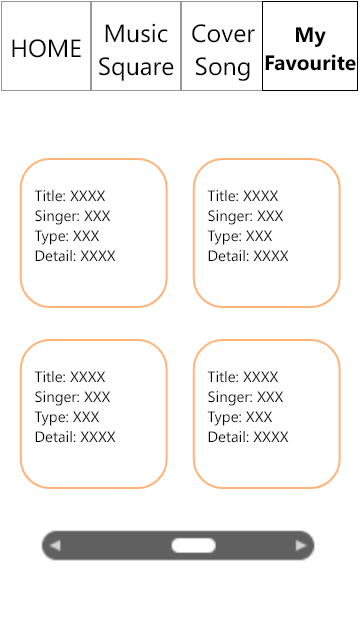 HOME
Music
Square
Cover
Song
My
Favourite
Title: XXXX
Singer: XXX
Type: XXX
Detail: XXXX
Title: XXXX
Singer: XXX
Type: XXX
Detail: XXXX
Title: XXXX
Singer: XXX
Type: XXX
Detail: XXXX
Title: XXXX
Singer: XXX
Type: XXX
Detail: XXXX